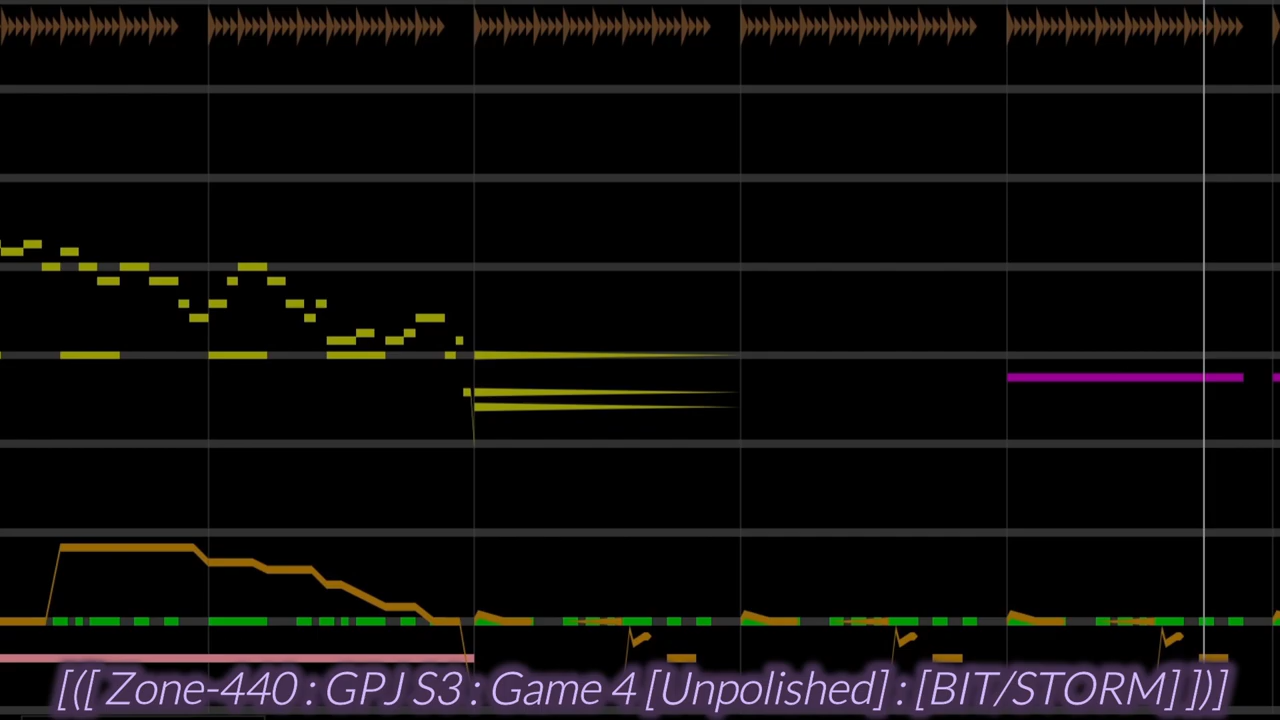 [([ Zone-440 : GPJ S3 : Game 4 [Unpolished] : [BIT/STORM] ])]